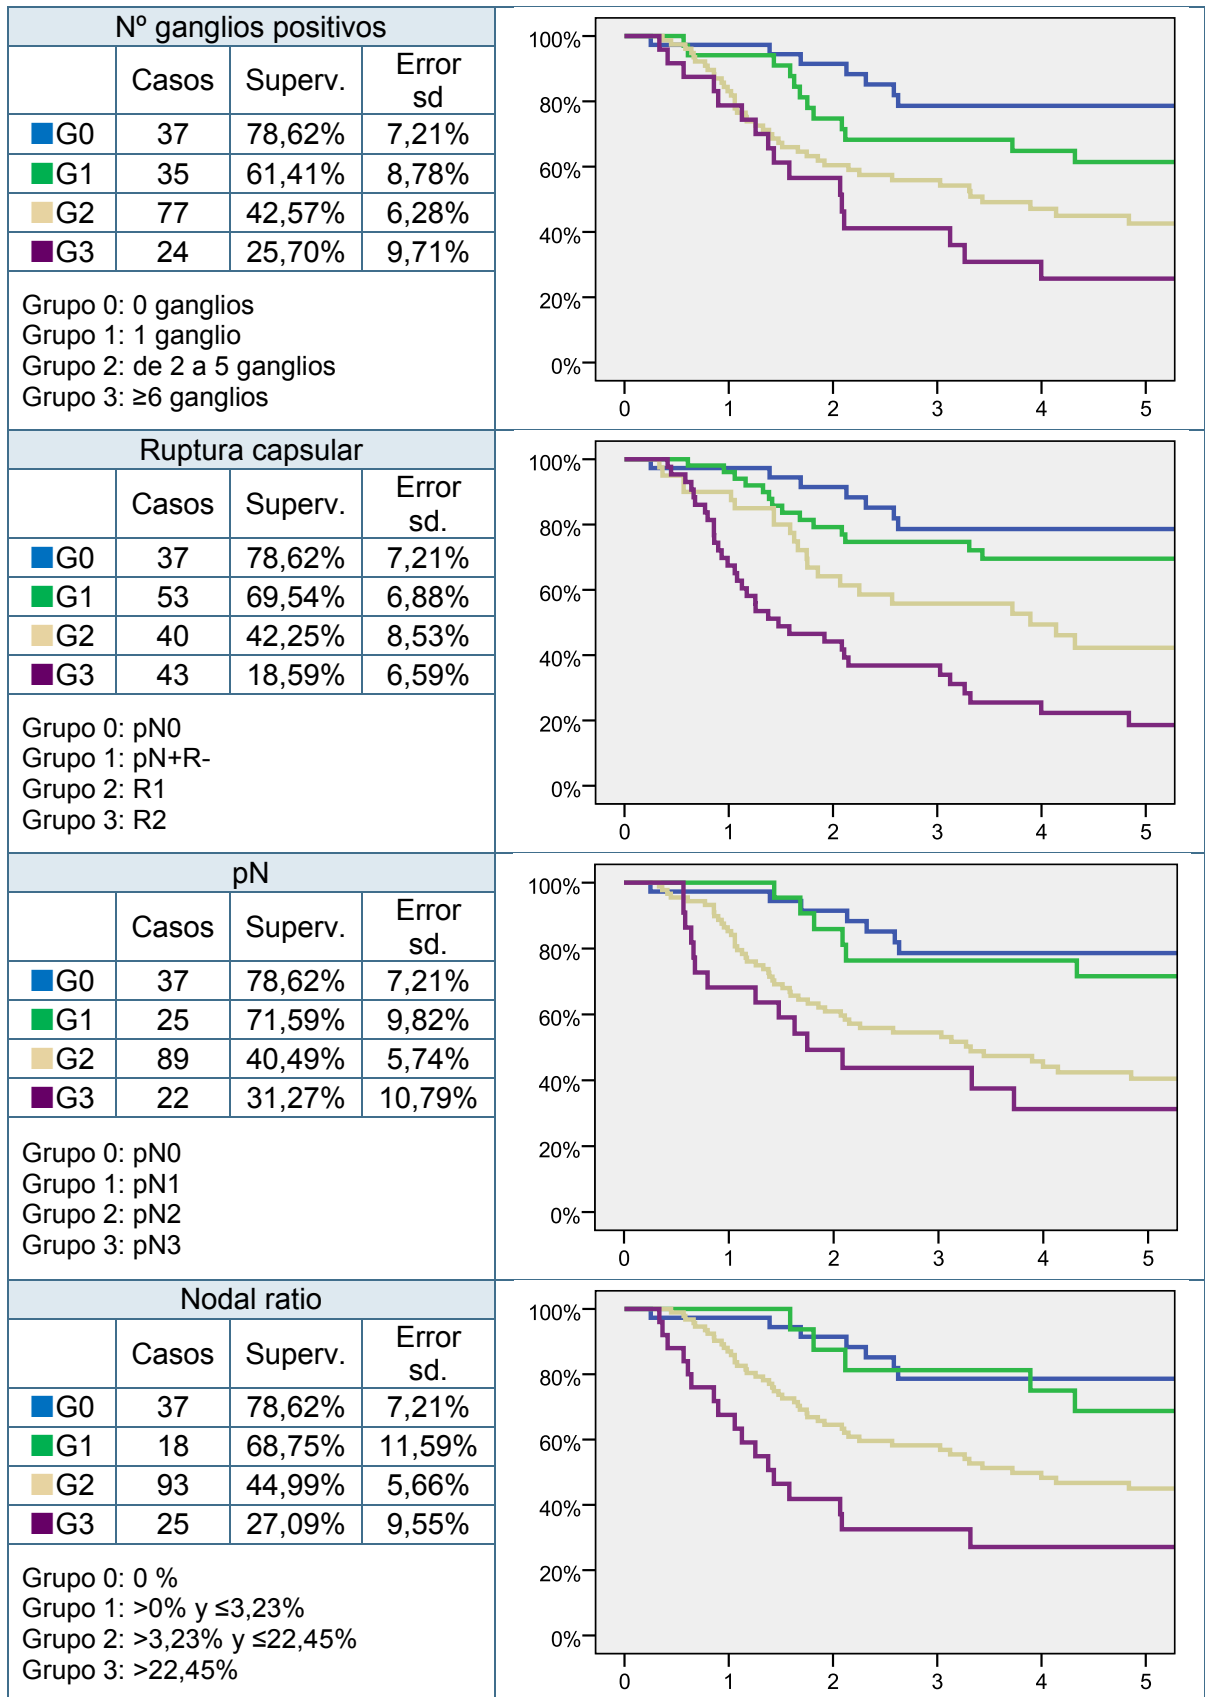 Nº ganglios positivos
Casos Superv. Error sd
G0 37 78,62% 7,21%
G1 35 61,41% 8,78%
G2 77 42,57% 6,28%
G3 24 25,70% 9,71%
Grupo 0: 0 ganglios
Grupo 1: 1 ganglio
Grupo 2: de 2 a 5 ganglios
Grupo 3: ≥6 ganglios
100%
80%
60%
40%
20%
0%
0 1 2 3 4 5
Ruptura capsular
Casos Superv. Error sd.
G0 37 78,62% 7,21%
G1 53 69,54% 6,88%
G2 40 42,25% 8,53%
G3 43 18,59% 6,59%
Grupo 0: pN0
Grupo 1: pN+R-
Grupo 2: R1
Grupo 3: R2
100%
80%
60%
40%
20%
0%
0 1 2 3 4 5
pN
Casos Superv. Error sd.
G0 37 78,62% 7,21%
G1 25 71,59% 9,82%
G2 89 40,49% 5,74%
G3 22 31,27% 10,79%
Grupo 0: pN0
Grupo 1: pN1
Grupo 2: pN2
Grupo 3: pN3
100%
80%
60%
40%
20%
0%
0 1 2 3 4 5
Nodal ratio
Casos Superv. Error sd.
G0 37 78,62% 7,21%
G1 18 68,75% 11,59%
G2 93 44,99% 5,66%
G3 25 27,09% 9,55%
Grupo 0: 0 %
Grupo 1: >0% y ≤3,23%
Grupo 2: >3,23% y ≤22,45%
Grupo 3: >22,45%
100%
80%
60%
40%
20%
0%
0 1 2 3 4 5